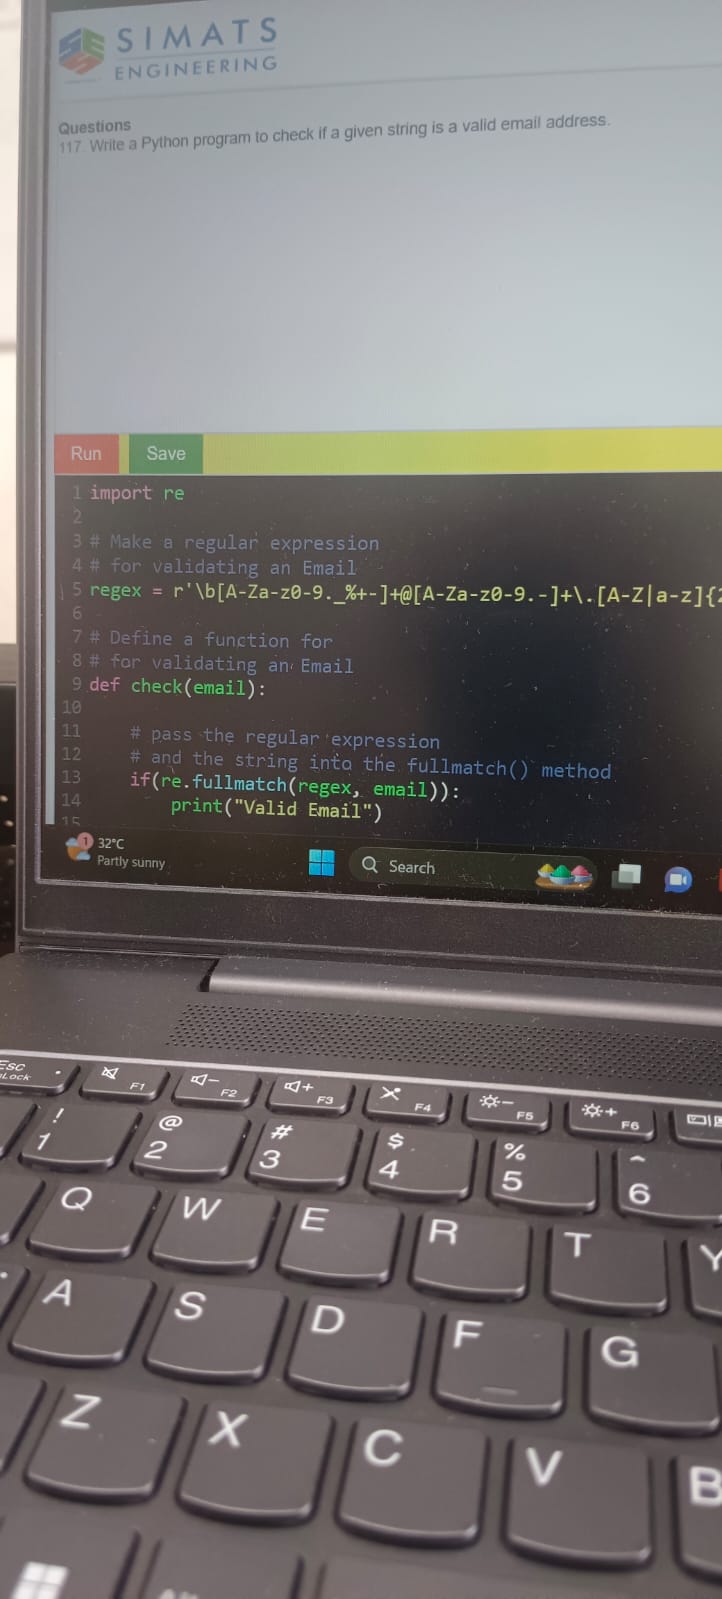 SIMATS
ENGINEERING
Questions
117. Write a Python program to check if a given string is a valid email address.
Run Save
1 import re
2
3 # Make a regular expression
4 # for validating an Email
5 regex = r'\b[A-Za-z0-9._%+-]+@[A-Za-z0-9.-]+\.[A-Z|a-z]{2
6
7 # Define a function for
8 # for validating an Email
9 def check(email):
10
11 # pass the regular expression
12 # and the string into the fullmatch() method
13 if(re.fullmatch(regex, email)):
14 print("Valid Email")
15
1 32°C
Partly sunny
Search
Esc
F1 F2 F3 F4 F5 F6
! @ # $ % ^
1 2 3 4 5 6
Q W E R T Y
A S D F G
Z X C V B